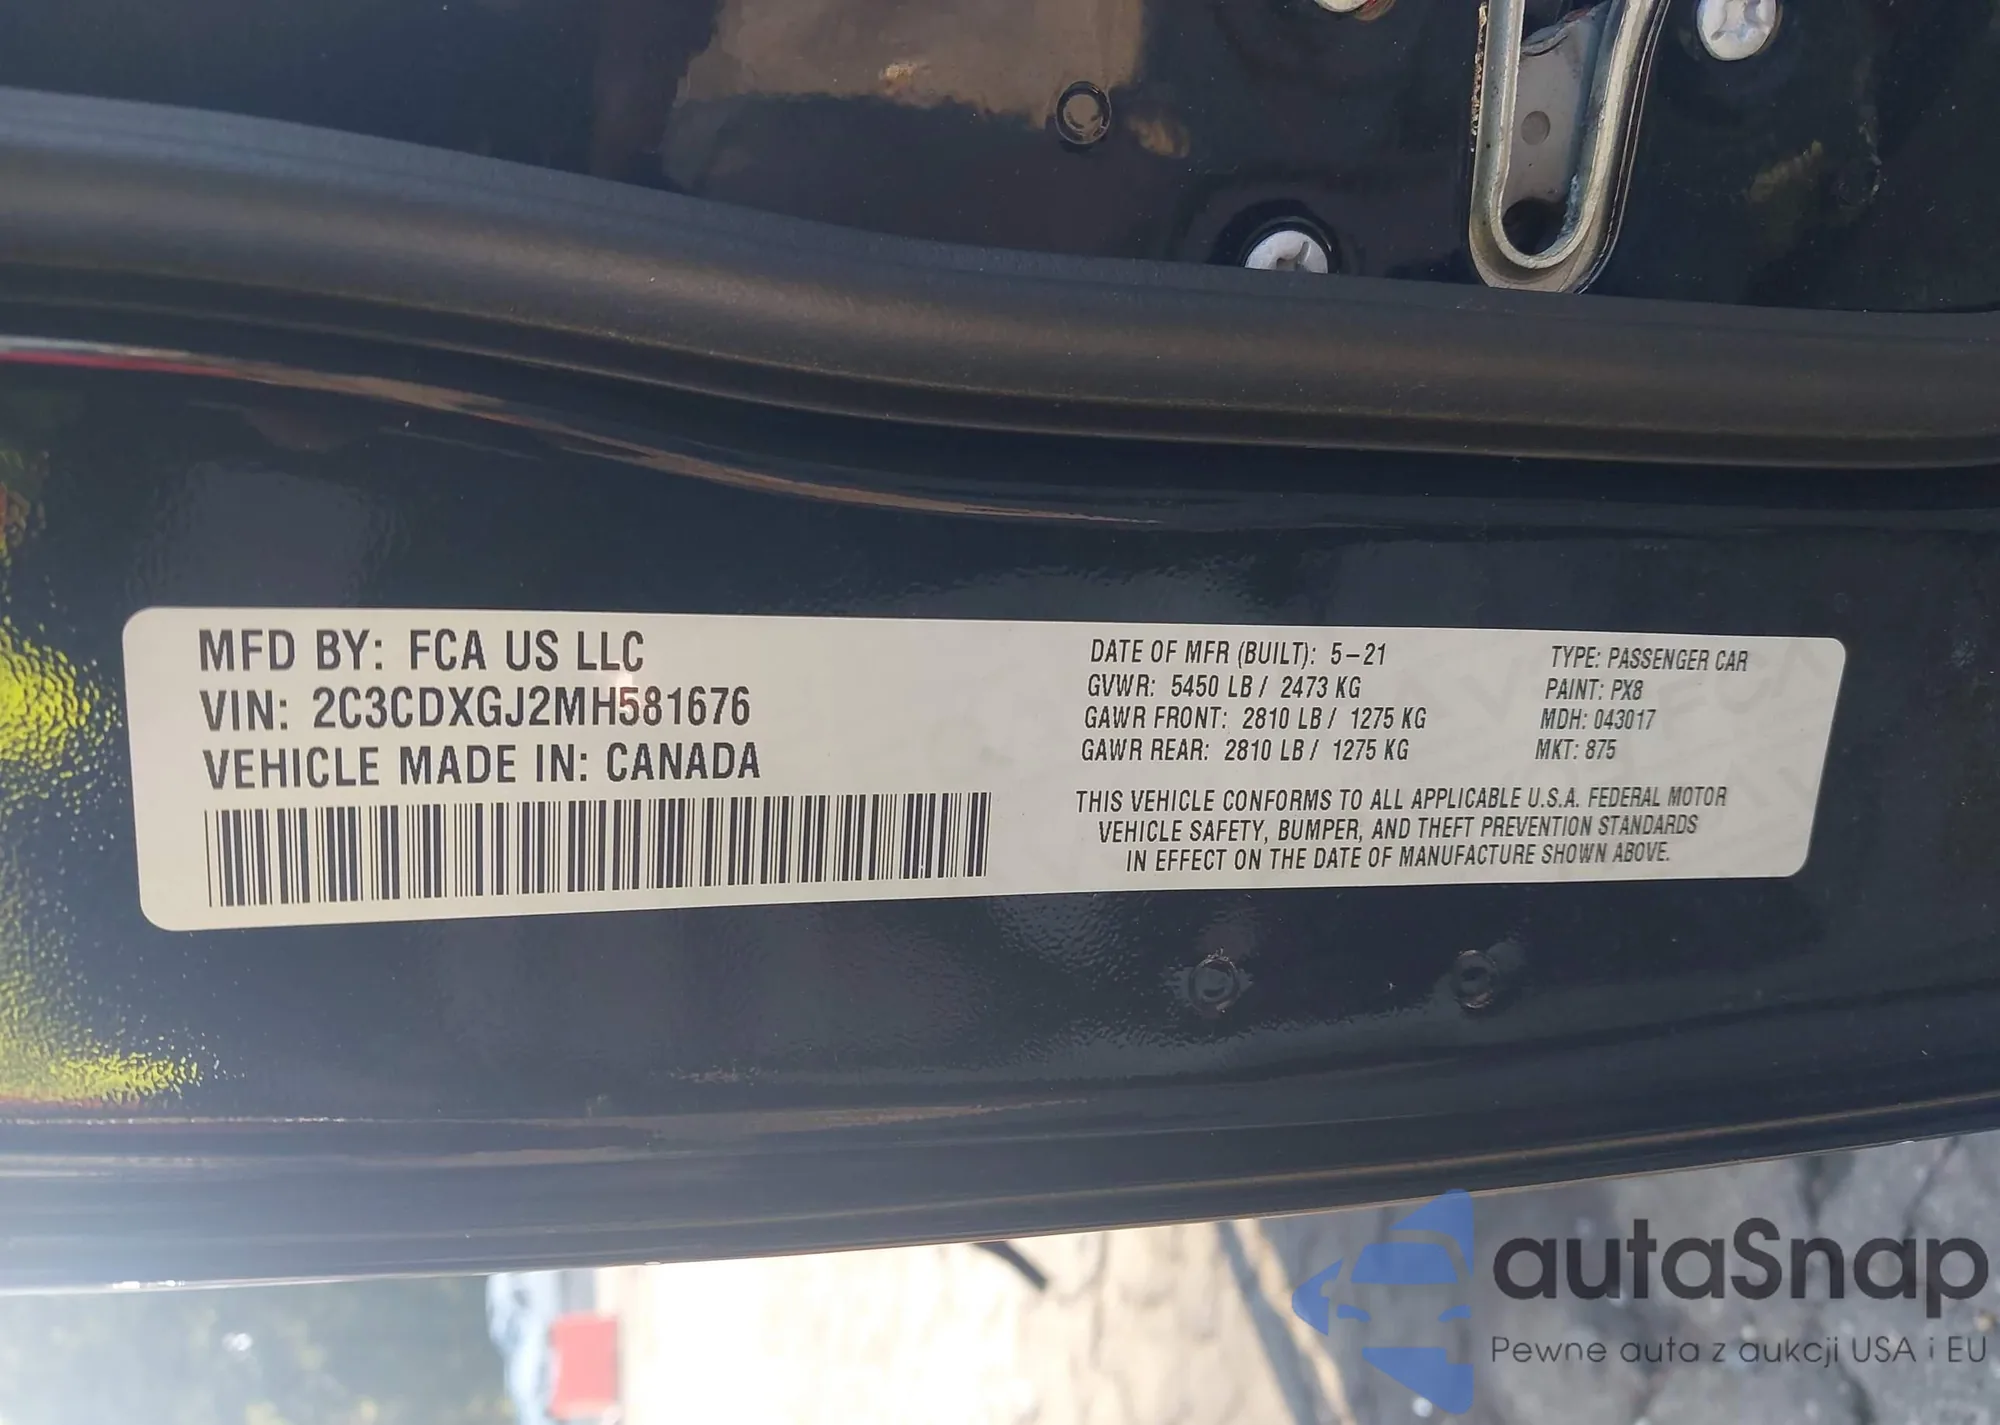 MFD BY: FCA US LLC
VIN: 2C3CDXGJ2MH581676
VEHICLE MADE IN: CANADA
DATE OF MFR (BUILT): 5-21
GVWR: 5450 LB / 2473 KG
GAWR FRONT: 2810 LB / 1275 KG
GAWR REAR: 2810 LB / 1275 KG
TYPE: PASSENGER CAR
PAINT: PX8
MDH: 043017
MKT: 875
THIS VEHICLE CONFORMS TO ALL APPLICABLE U.S.A. FEDERAL MOTOR
VEHICLE SAFETY, BUMPER, AND THEFT PREVENTION STANDARDS
IN EFFECT ON THE DATE OF MANUFACTURE SHOWN ABOVE.
autaSnap
Pewne auta z aukcji USA i EU